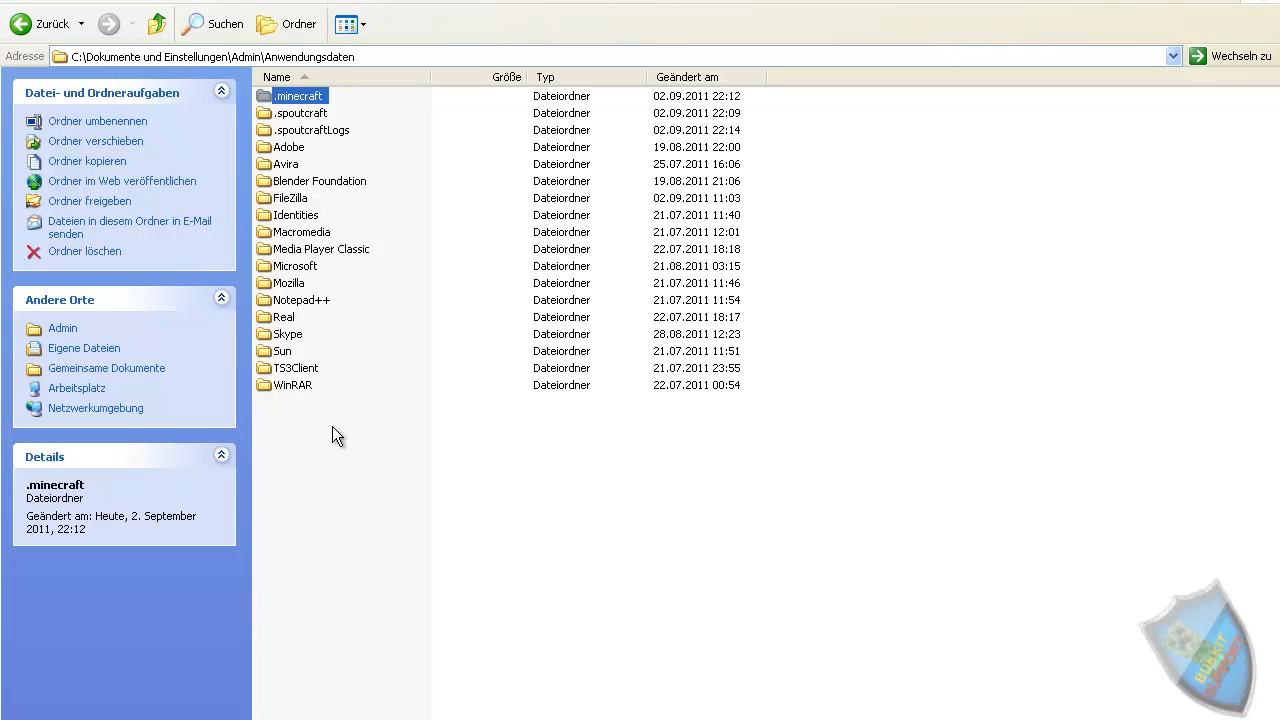 Zurück
Suchen
Ordner
Adresse C:\Dokumente und Einstellungen\Admin\Anwendungsdaten Wechseln zu
Datei- und Ordneraufgaben
Ordner umbenennen
Ordner verschieben
Ordner kopieren
Ordner im Web veröffentlichen
Ordner freigeben
Dateien in diesem Ordner in E-Mail
senden
Ordner löschen
Andere Orte
Admin
Eigene Dateien
Gemeinsame Dokumente
Arbeitsplatz
Netzwerkumgebung
Details
.minecraft
Dateiordner
Geändert am: Heute, 2. September
2011, 22:12
Name Größe Typ Geändert am
.minecraft Dateiordner 02.09.2011 22:12
.spoutcraft Dateiordner 02.09.2011 22:09
.spoutcraftLogs Dateiordner 02.09.2011 22:14
Adobe Dateiordner 19.08.2011 22:00
Avira Dateiordner 25.07.2011 16:06
Blender Foundation Dateiordner 19.08.2011 21:06
FileZilla Dateiordner 02.09.2011 11:03
Identities Dateiordner 21.07.2011 11:40
Macromedia Dateiordner 21.07.2011 12:01
Media Player Classic Dateiordner 22.07.2011 18:18
Microsoft Dateiordner 21.08.2011 03:15
Mozilla Dateiordner 21.07.2011 11:46
Notepad++ Dateiordner 21.07.2011 11:54
Real Dateiordner 22.07.2011 18:17
Skype Dateiordner 28.08.2011 12:23
Sun Dateiordner 21.07.2011 11:51
TS3Client Dateiordner 21.07.2011 23:55
WinRAR Dateiordner 22.07.2011 00:54
BUKKIT
SUPPORT